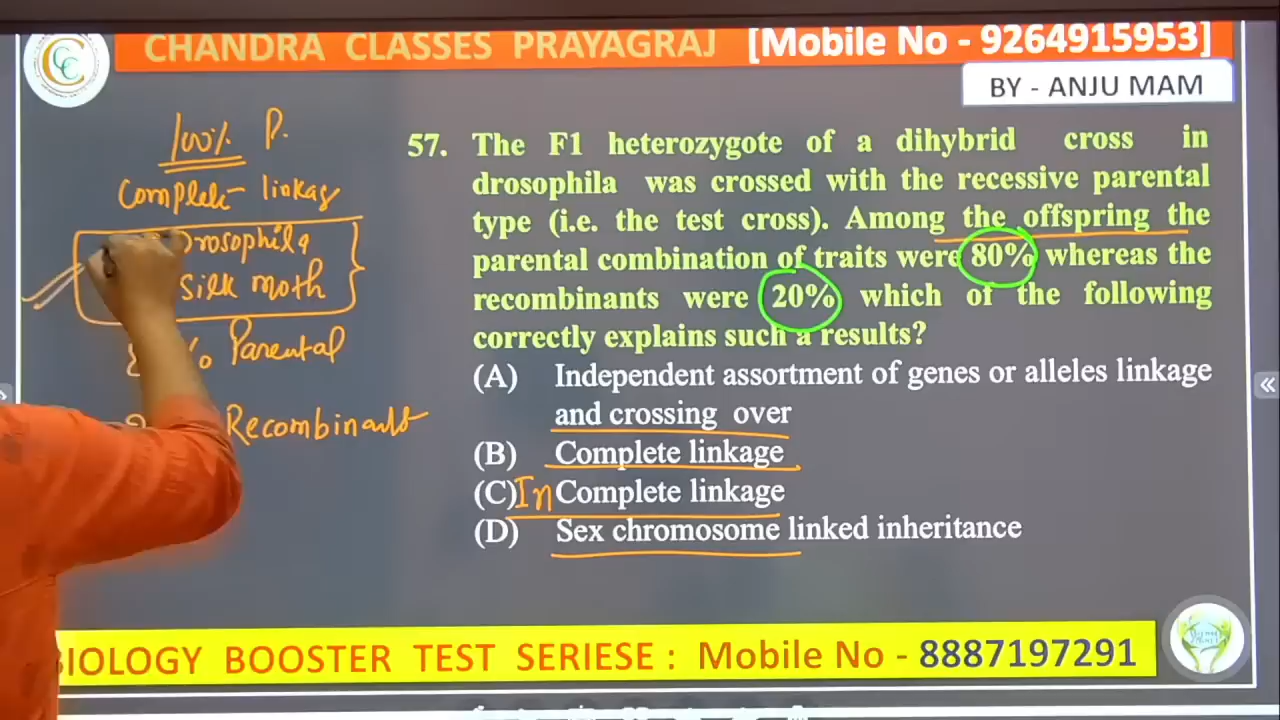 CHANDRA CLASSES PRAYAGRAJ [Mobile No - 9264915953]
CCC
BY - ANJU MAM
100% P.
Complete linkage
Drosophila
silk moth
% Parental
Recombinants
57. The F1 heterozygote of a dihybrid cross in
drosophila was crossed with the recessive parental
type (i.e. the test cross). Among the offspring the
parental combination of traits were 80% whereas the
recombinants were 20% which of the following
correctly explains such a results?
(A) Independent assortment of genes or alleles linkage
and crossing over
(B) Complete linkage
(C) In Complete linkage
(D) Sex chromosome linked inheritance
BIOLOGY BOOSTER TEST SERIESE : Mobile No - 8887197291